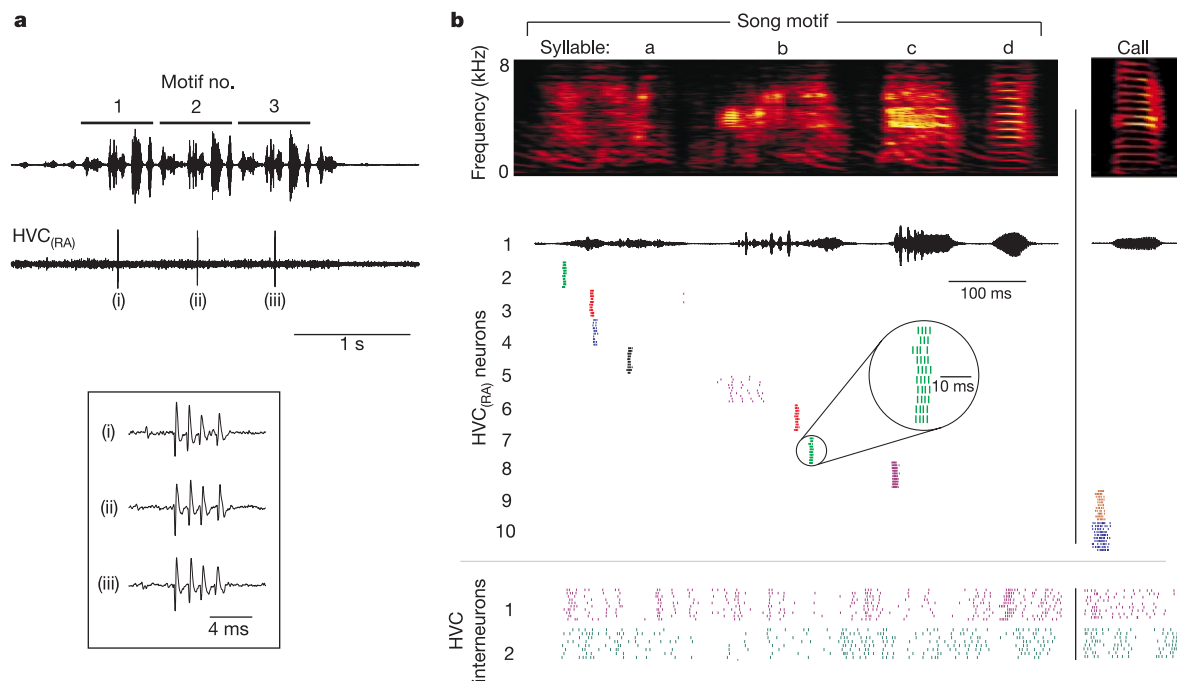 a
Motif no.
1 2 3
HVC(RA)
(i) (ii) (iii)
1 s
(i)
(ii)
(iii)
4 ms
b
Song motif
Syllable: a b c d Call
Frequency (kHz)
8
0
HVC(RA) neurons
1
2
3
4
5
6
7
8
9
10
100 ms
10 ms
HVC interneurons
1
2